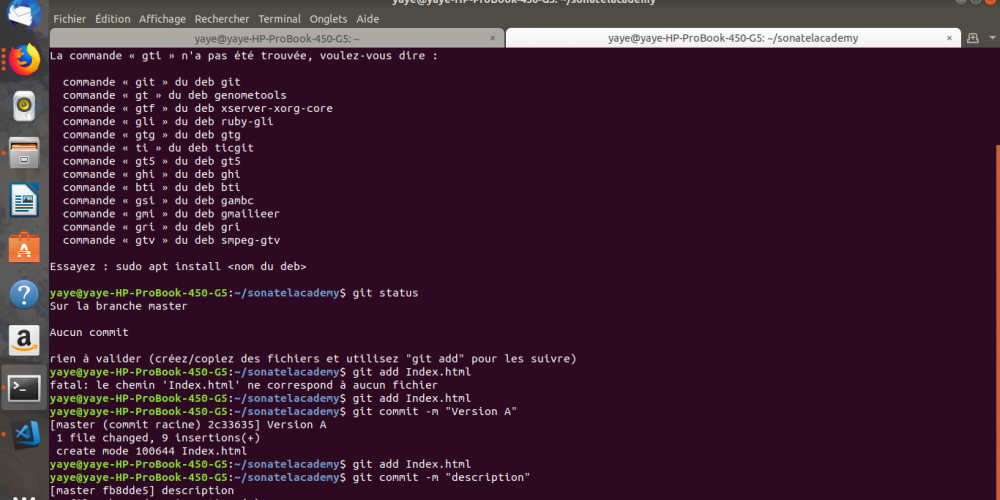 yaye@yaye-HP-ProBook-450-G5: ~/sonatelacademy
Fichier Édition Affichage Rechercher Terminal Onglets Aide
yaye@yaye-HP-ProBook-450-G5: ~ × yaye@yaye-HP-ProBook-450-G5: ~/sonatelacademy ×
La commande « gti » n'a pas été trouvée, voulez-vous dire :
commande « git » du deb git
commande « gt » du deb genometools
commande « gtf » du deb xserver-xorg-core
commande « gli » du deb ruby-gli
commande « gtg » du deb gtg
commande « ti » du deb ticgit
commande « gt5 » du deb gt5
commande « ghi » du deb ghi
commande « bti » du deb bti
commande « gsi » du deb gambc
commande « gmi » du deb gmailieer
commande « gri » du deb gri
commande « gtv » du deb smpeg-gtv
Essayez : sudo apt install <nom du deb>
yaye@yaye-HP-ProBook-450-G5:~/sonatelacademy$ git status
Sur la branche master
Aucun commit
rien à valider (créez/copiez des fichiers et utilisez "git add" pour les suivre)
yaye@yaye-HP-ProBook-450-G5:~/sonatelacademy$ git add Index.html
fatal: le chemin 'Index.html' ne correspond à aucun fichier
yaye@yaye-HP-ProBook-450-G5:~/sonatelacademy$ git add Index.html
yaye@yaye-HP-ProBook-450-G5:~/sonatelacademy$ git commit -m "Version A"
[master (commit racine) 2c33635] Version A
1 file changed, 9 insertions(+)
create mode 100644 Index.html
yaye@yaye-HP-ProBook-450-G5:~/sonatelacademy$ git add Index.html
yaye@yaye-HP-ProBook-450-G5:~/sonatelacademy$ git commit -m "description"
[master fb8dde5] description